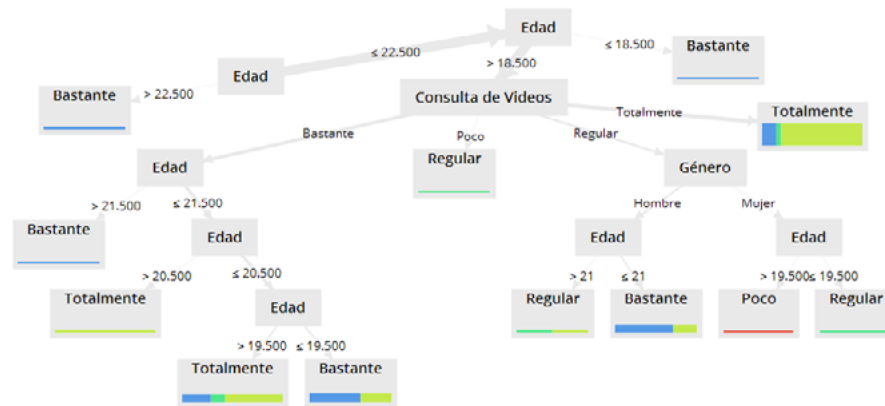 Edad
≤ 22.500
≤ 18.500
Bastante
> 18.500
Edad
> 22.500
Bastante
Consulta de Videos
Totalmente
Totalmente
Bastante
Poco
Regular
Regular
Edad
Género
> 21.500
≤ 21.500
Hombre
Mujer
Bastante
Edad
Edad
Edad
> 20.500
≤ 20.500
> 21
≤ 21
> 19.500
≤ 19.500
Totalmente
Edad
Regular
Bastante
Poco
Regular
> 19.500
≤ 19.500
Totalmente
Bastante